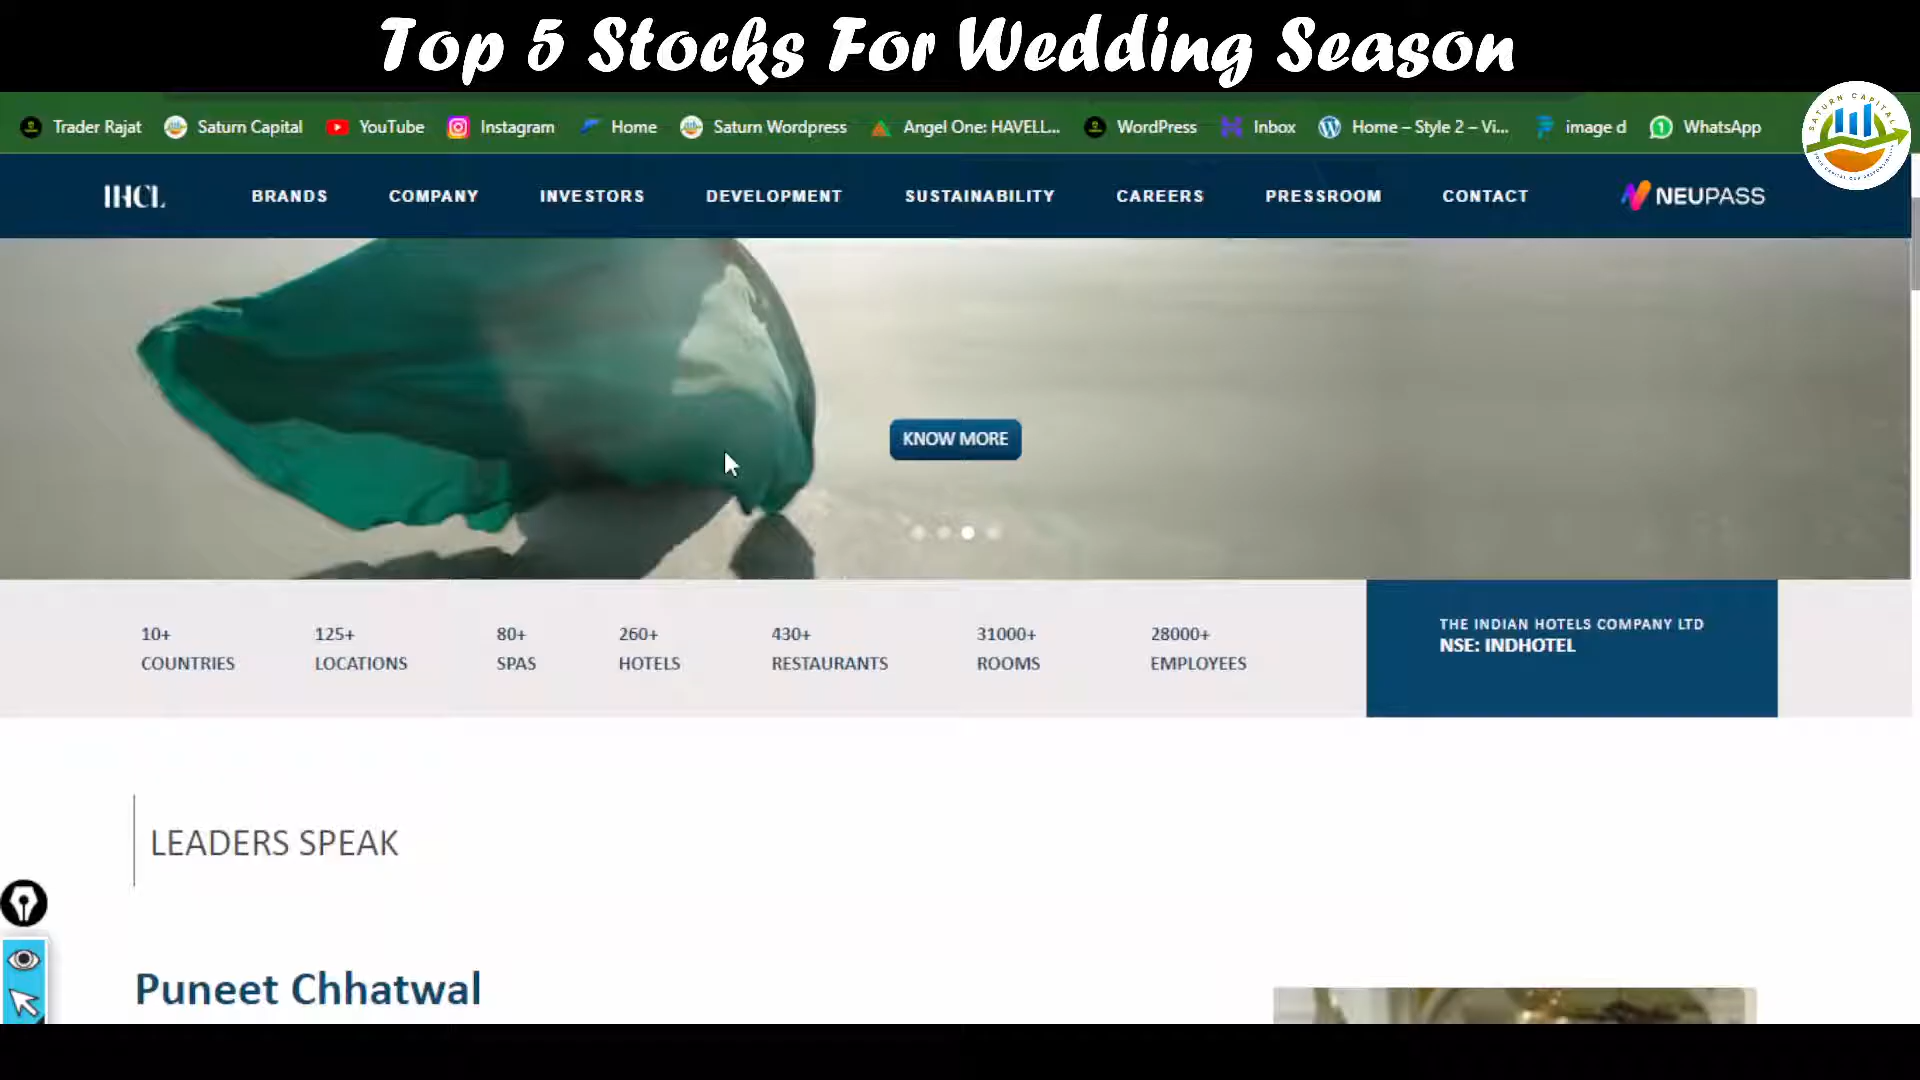 Top 5 Stocks For Wedding Season
Trader Rajat Saturn Capital YouTube Instagram Home Saturn Wordpress Angel One: HAVELL... WordPress Inbox Home – Style 2 – Vi... image d 1 WhatsApp
SATURN CAPITAL
IHCL BRANDS COMPANY INVESTORS DEVELOPMENT SUSTAINABILITY CAREERS PRESSROOM CONTACT NEUPASS
KNOW MORE
10+ 125+ 80+ 260+ 430+ 31000+ 28000+
COUNTRIES LOCATIONS SPAS HOTELS RESTAURANTS ROOMS EMPLOYEES
THE INDIAN HOTELS COMPANY LTD
NSE: INDHOTEL
LEADERS SPEAK
Puneet Chhatwal